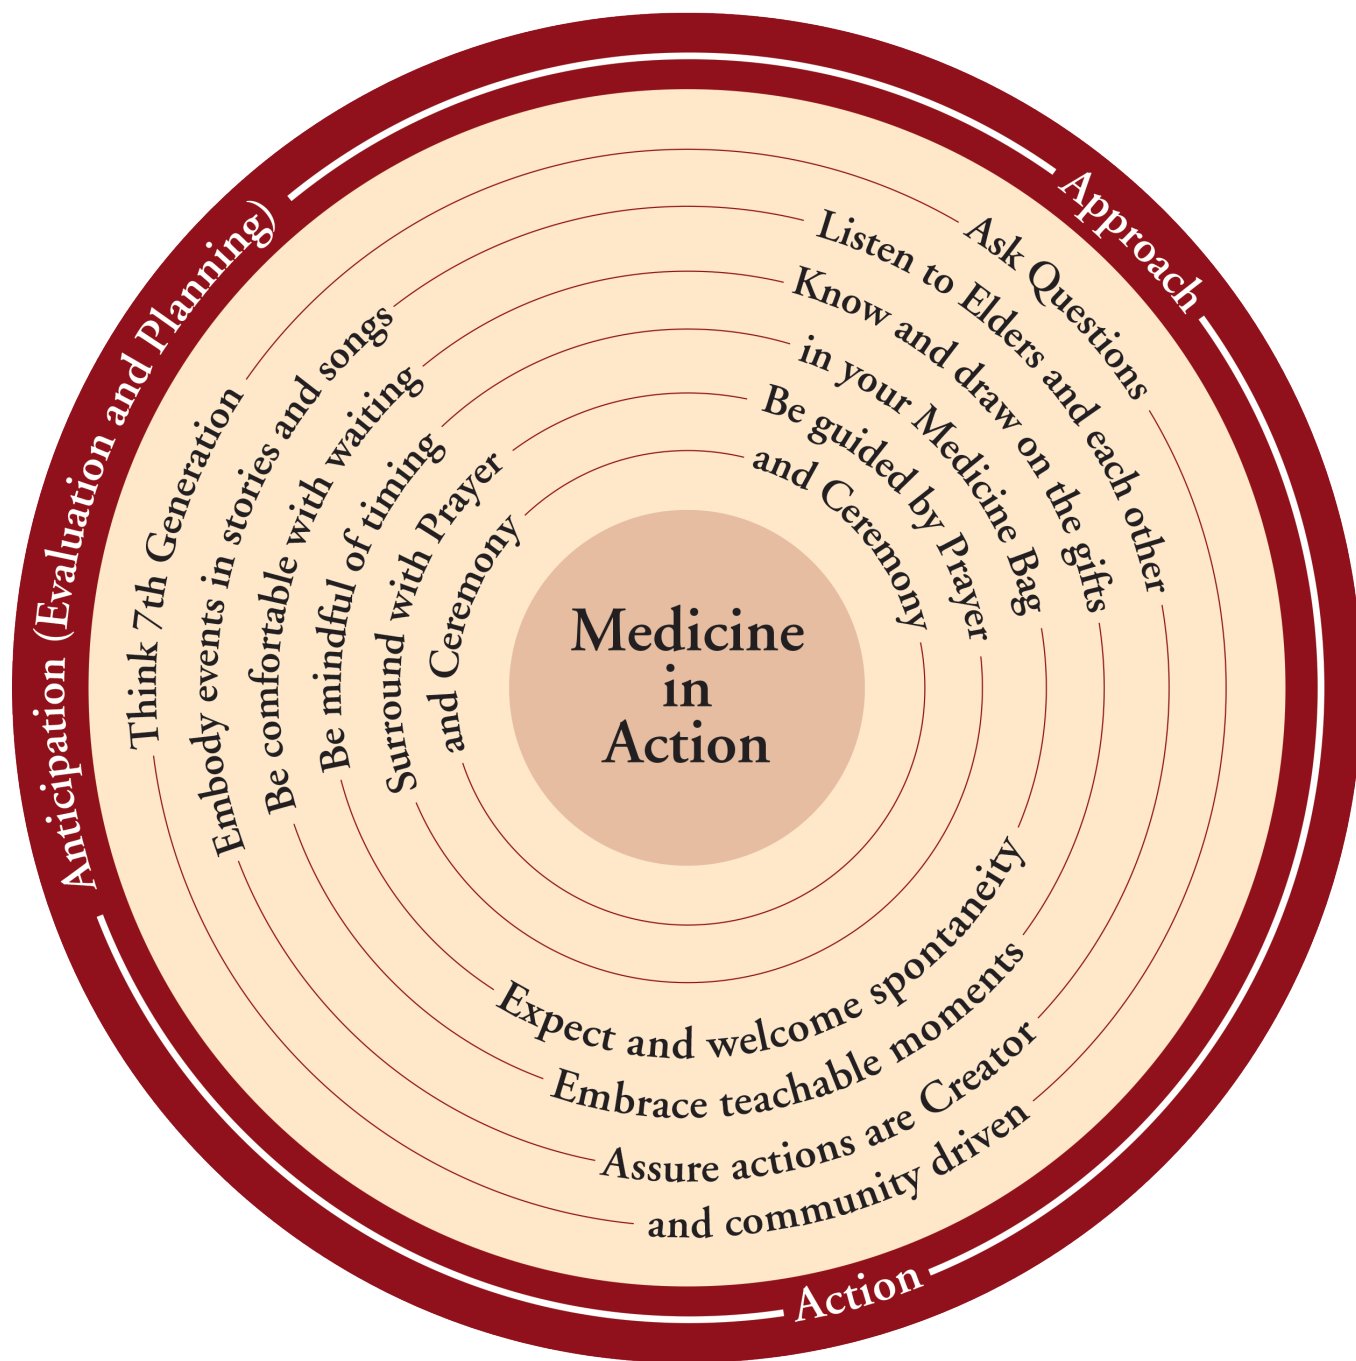 Approach
Ask Questions
Listen to Elders and each other
Know and draw on the gifts
in your Medicine Bag
Be guided by Prayer
and Ceremony
Action
Expect and welcome spontaneity
Embrace teachable moments
Assure actions are Creator
and community driven
Anticipation (Evaluation and Planning)
Think 7th Generation
Embody events in stories and songs
Be comfortable with waiting
Be mindful of timing
Surround with Prayer
and Ceremony
Medicine
in
Action